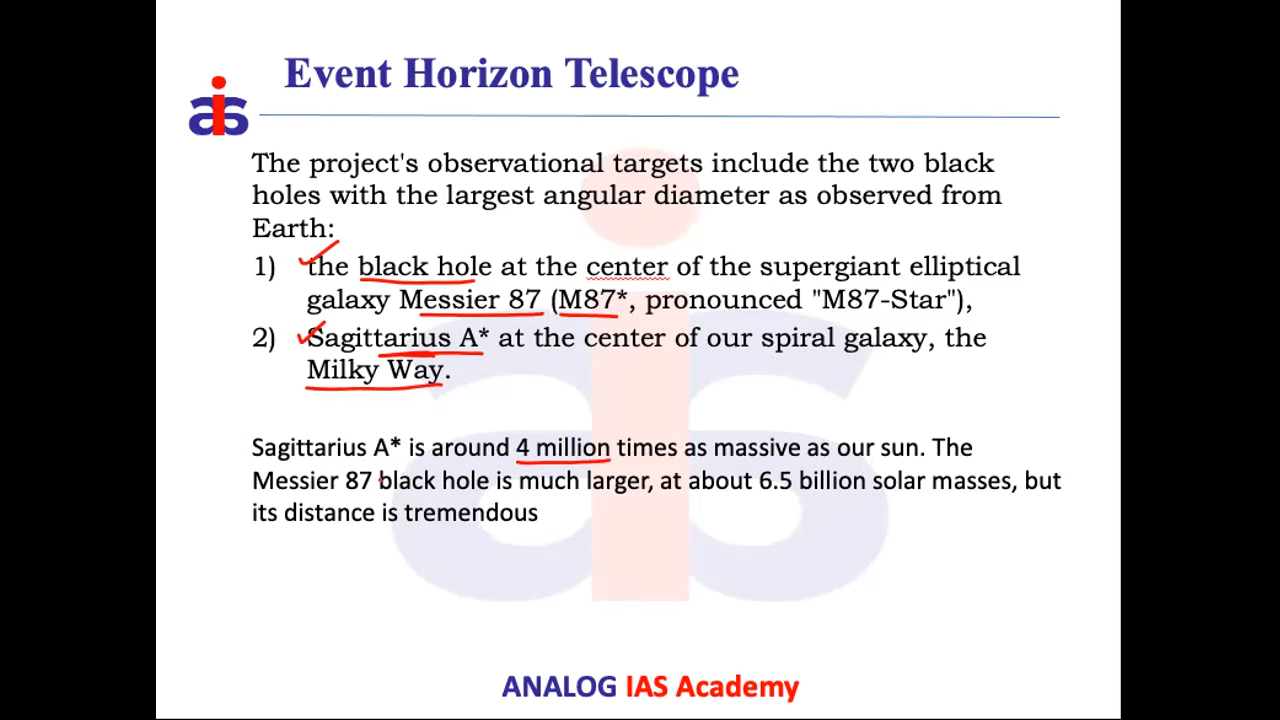 Event Horizon Telescope
ais
The project's observational targets include the two black
holes with the largest angular diameter as observed from
Earth:
1) the black hole at the center of the supergiant elliptical
galaxy Messier 87 (M87*, pronounced "M87-Star"),
2) Sagittarius A* at the center of our spiral galaxy, the
Milky Way.
Sagittarius A* is around 4 million times as massive as our sun. The
Messier 87 black hole is much larger, at about 6.5 billion solar masses, but
its distance is tremendous
ANALOG IAS Academy